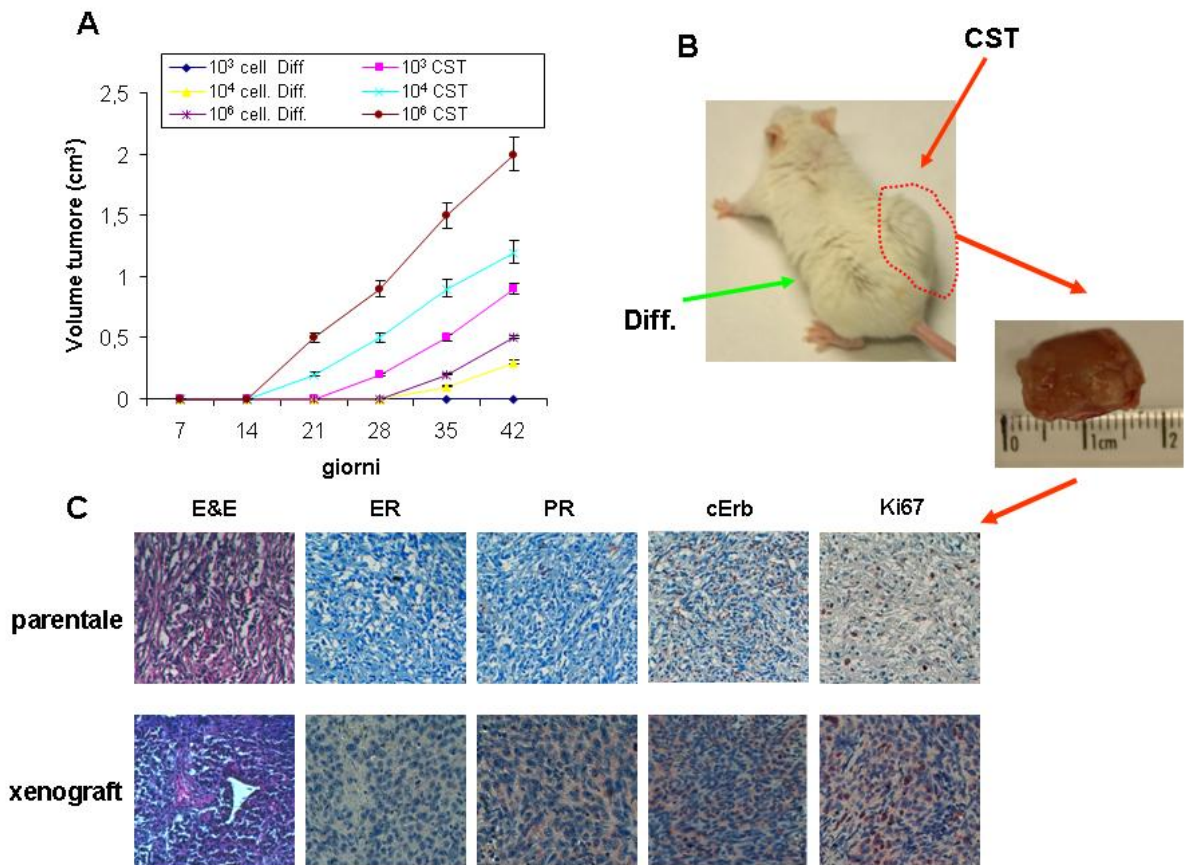 A
10³ cell. Diff
10³ CST
10⁴ cell. Diff.
10⁴ CST
10⁶ cell. Diff.
10⁶ CST
Volume tumore (cm³)
2,5
2
1,5
1
0,5
0
7 14 21 28 35 42
giorni
B
CST
Diff.
0 1cm 2
C
E&E ER PR cErb Ki67
parentale
xenograft